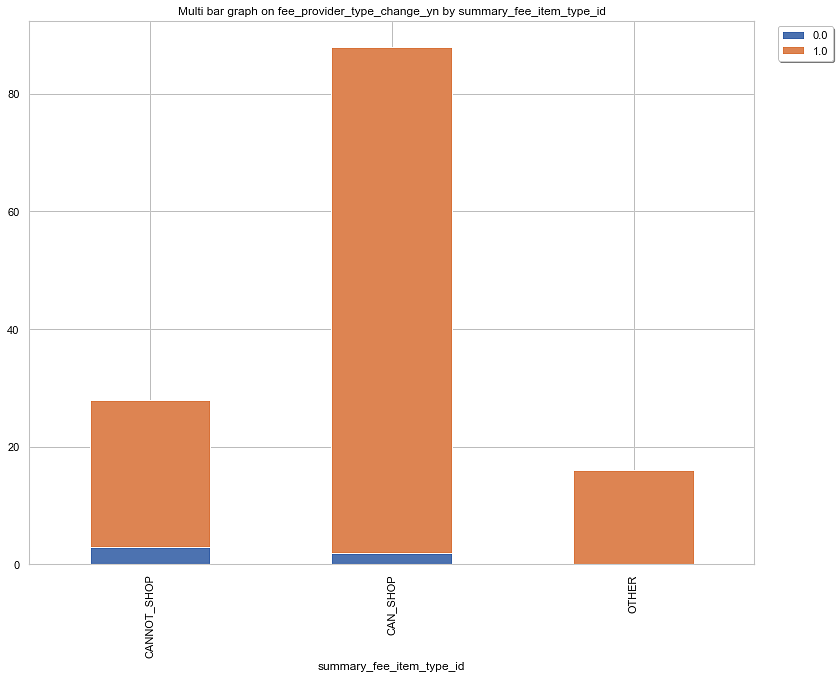 Multi bar graph on fee_provider_type_change_yn by summary_fee_item_type_id
0.0
1.0
80
60
40
20
0
CANNOT_SHOP
CAN_SHOP
OTHER
summary_fee_item_type_id